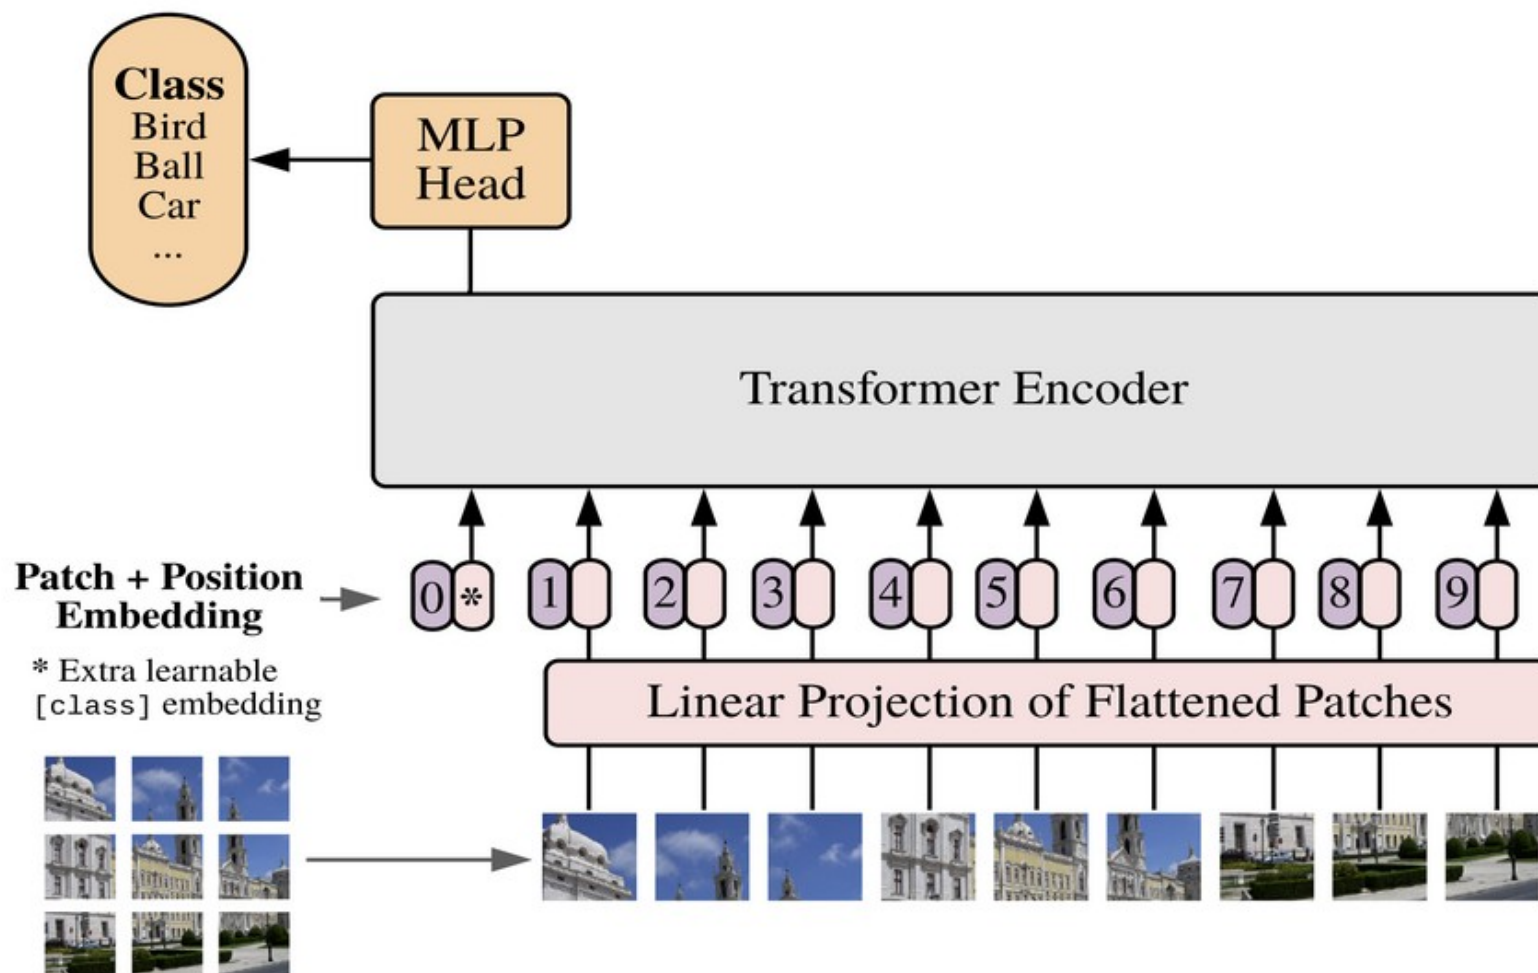 Class
Bird
Ball
Car
...
MLP
Head
Transformer Encoder
Patch + Position
Embedding
0 * 1 2 3 4 5 6 7 8 9
* Extra learnable
[class] embedding
Linear Projection of Flattened Patches